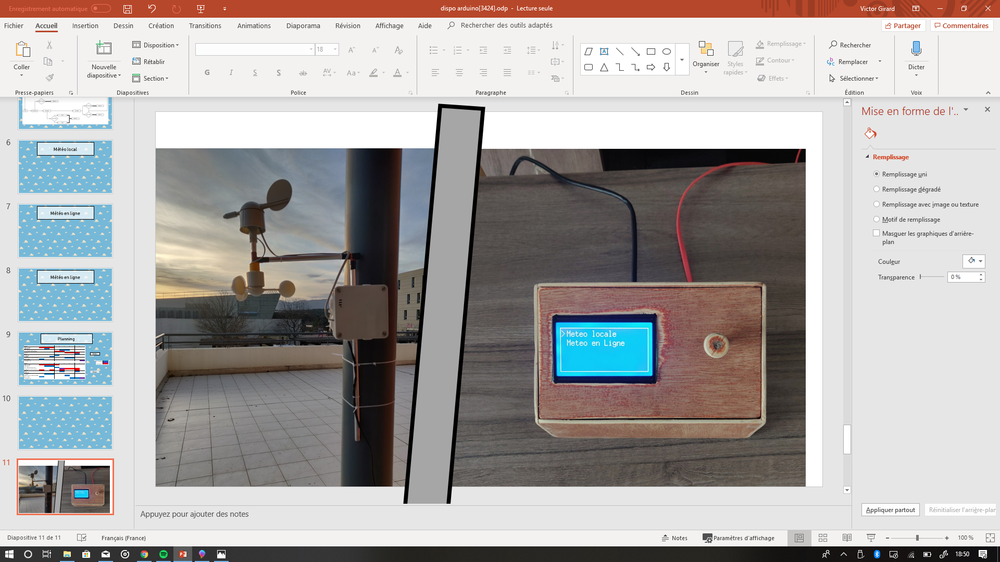 Enregistrement automatique
dispo arduino[3424].odp - Lecture seule
Victor Girard
Fichier
Accueil
Insertion
Dessin
Création
Transitions
Animations
Diaporama
Révision
Affichage
Aide
Rechercher des outils adaptés
Partager
Commentaires
Coller
Presse-papiers
Nouvelle
diapositive
Disposition
Rétablir
Section
Diapositives
18
G I S S ab AV Aa A
Police
Paragraphe
Organiser
Styles
rapides
Remplissage
Contour
Effets
Dessin
Rechercher
Remplacer
Sélectionner
Édition
Dicter
Voix
6
Météo local
7
Météo en ligne
8
Météo en ligne
9
Planning
10
11
>Meteo locale
Meteo en Ligne
Mise en forme de l'..
Remplissage
Remplissage uni
Remplissage dégradé
Remplissage avec image ou texture
Motif de remplissage
Masquer les graphiques d'arrière-
plan
Couleur
Transparence
0 %
Appliquer partout
Réinitialiser l'arrière-plan
Appuyez pour ajouter des notes
Diapositive 11 de 11
Français (France)
Notes
Paramètres d'affichage
100 %
18:50